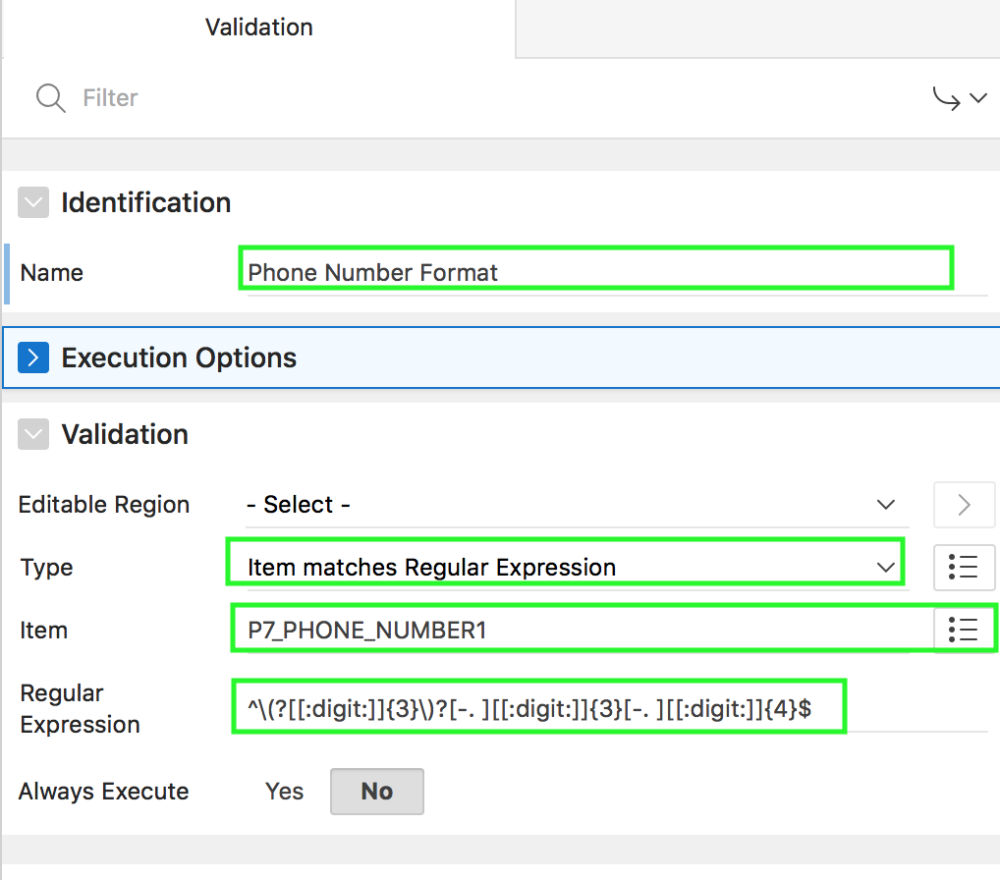 Validation
Filter
Identification
Name Phone Number Format
Execution Options
Validation
Editable Region - Select -
Type Item matches Regular Expression
Item P7_PHONE_NUMBER1
Regular
Expression ^\(?[[:digit:]]{3}\)?[-. ][[:digit:]]{3}[-. ][[:digit:]]{4}$
Always Execute Yes No